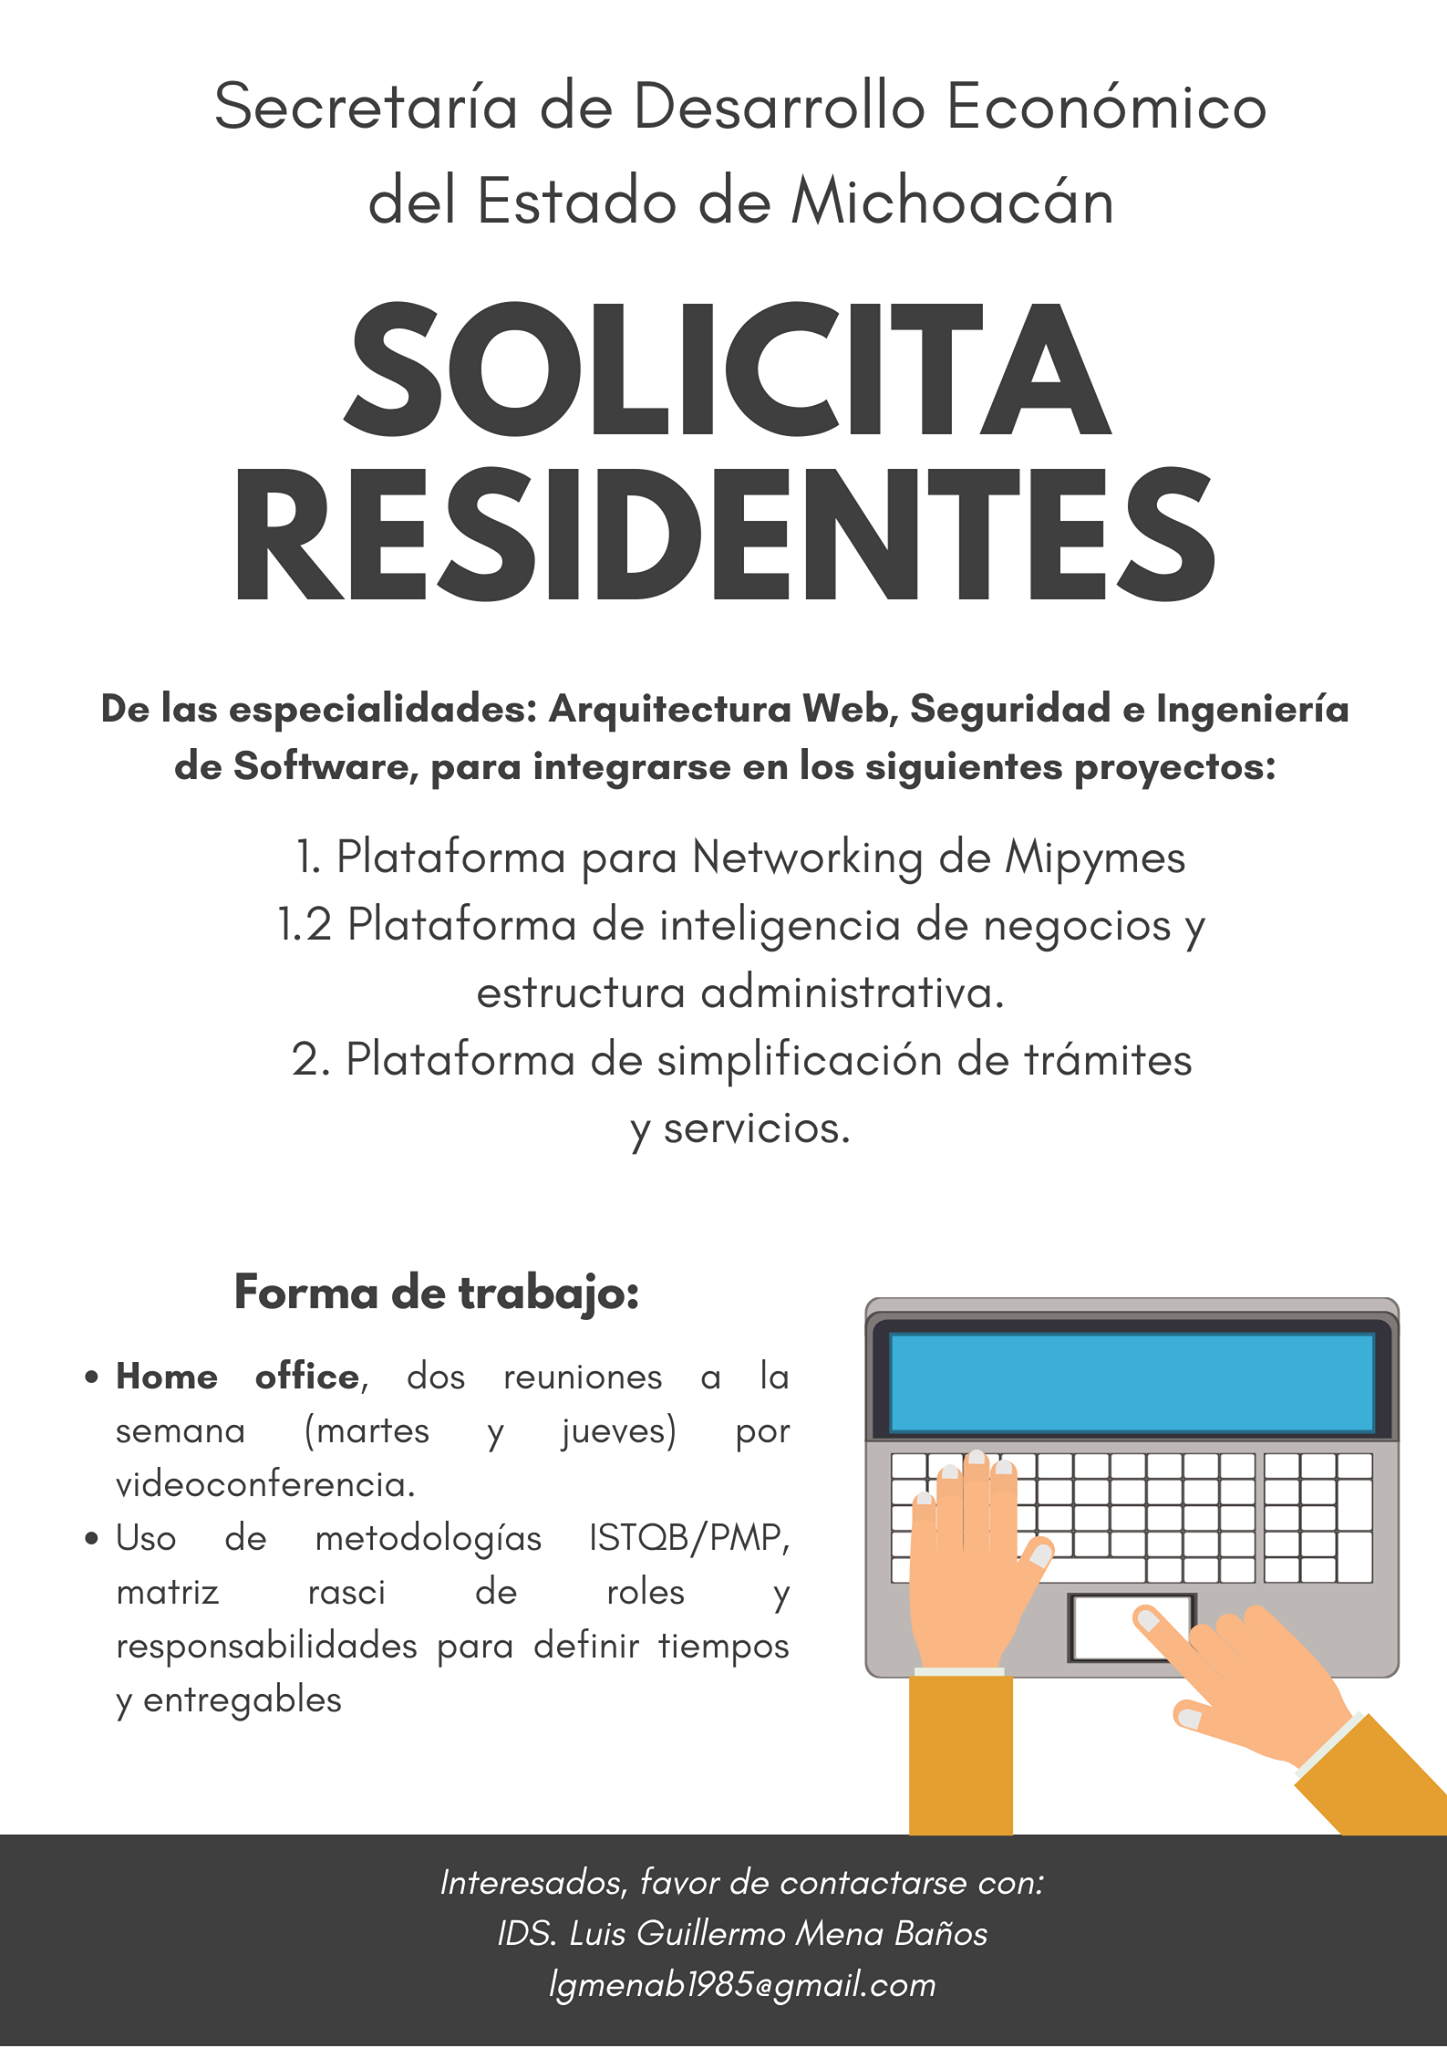 Secretaría de Desarrollo Económico
del Estado de Michoacán
SOLICITA
RESIDENTES
De las especialidades: Arquitectura Web, Seguridad e Ingeniería
de Software, para integrarse en los siguientes proyectos:
1. Plataforma para Networking de Mipymes
1.2 Plataforma de inteligencia de negocios y
estructura administrativa.
2. Plataforma de simplificación de trámites
y servicios.
Forma de trabajo:
• Home office, dos reuniones a la
semana (martes y jueves) por
videoconferencia.
• Uso de metodologías ISTQB/PMP,
matriz rasci de roles y
responsabilidades para definir tiempos
y entregables
Interesados, favor de contactarse con:
IDS. Luis Guillermo Mena Baños
lgmenab1985@gmail.com